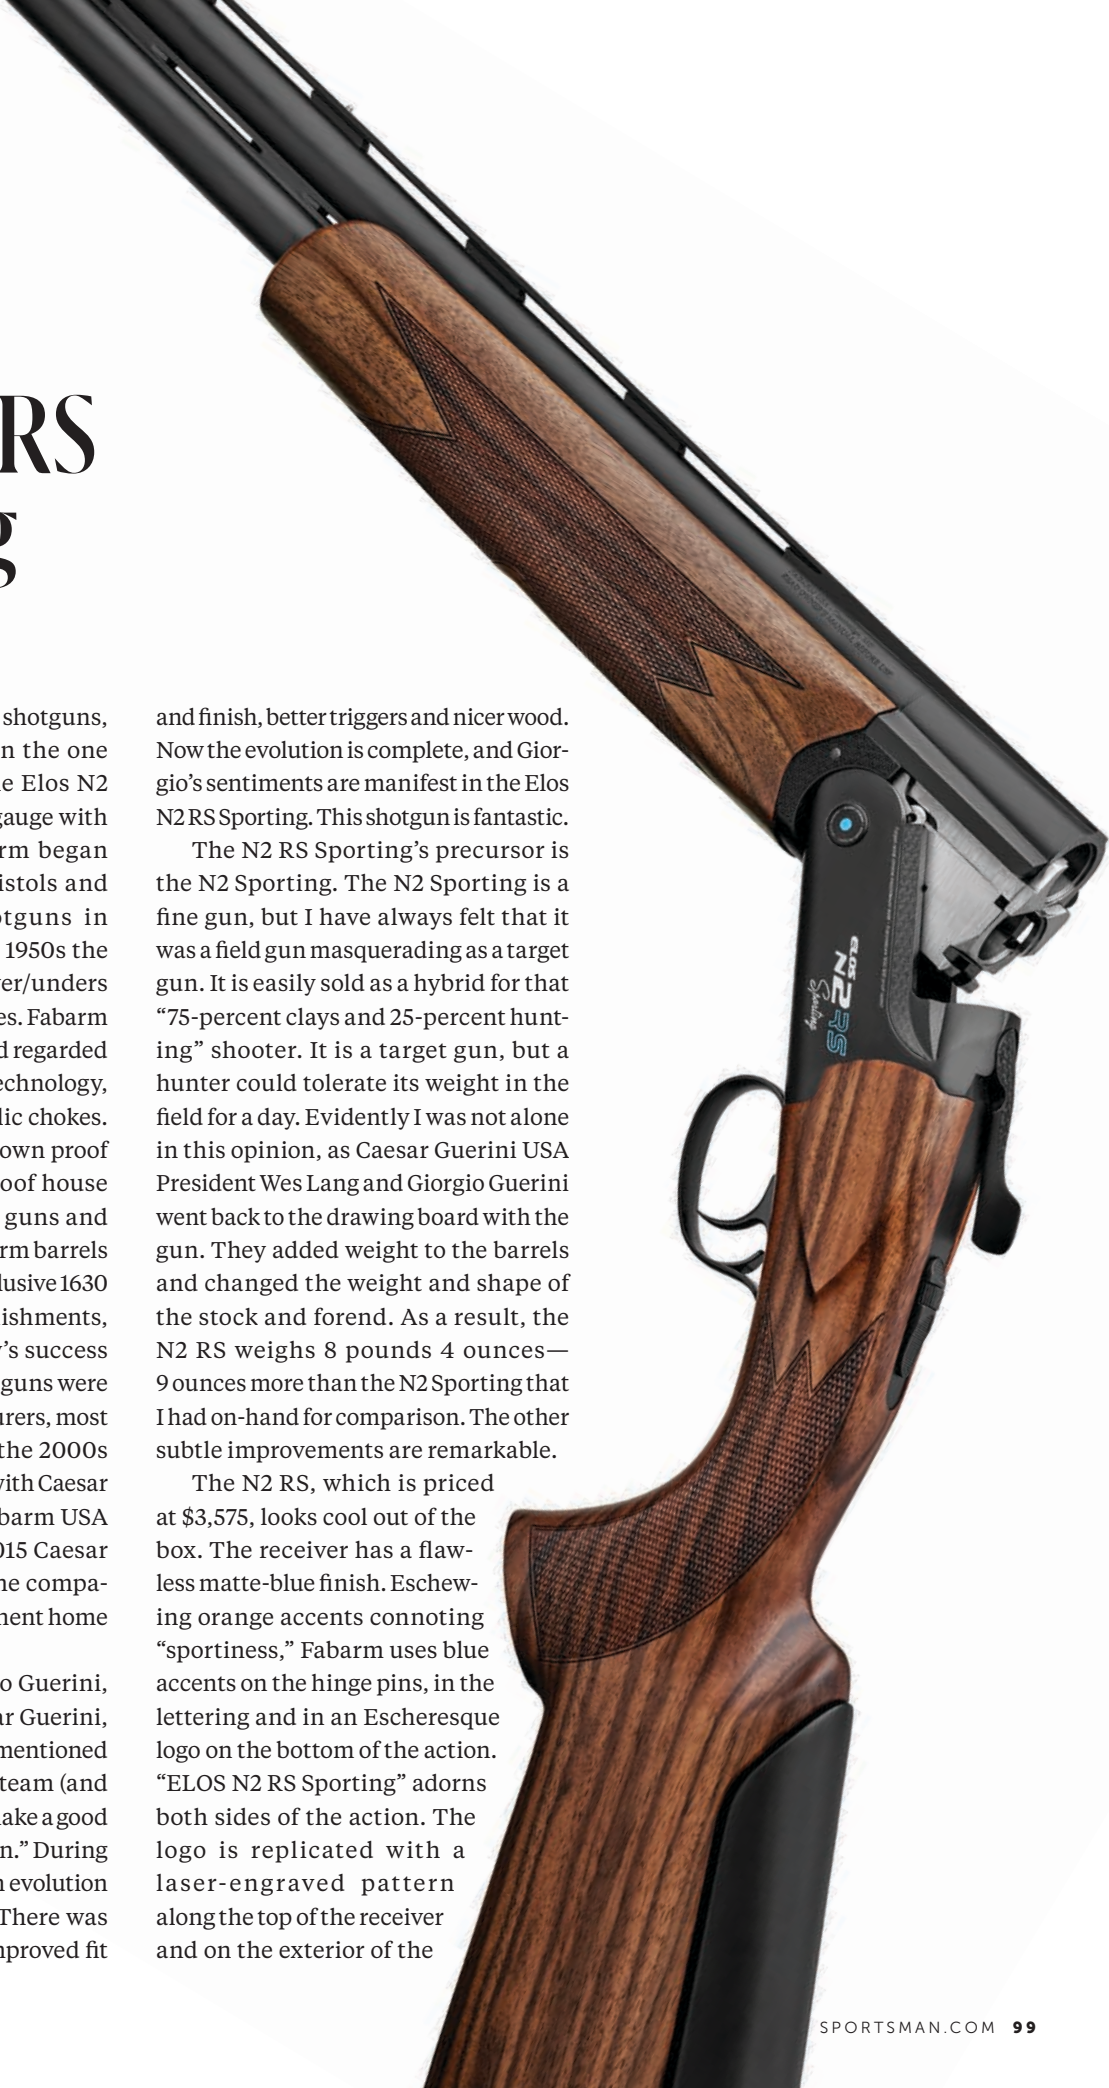 RS
g
shotguns,
n the one
e Elos N2
gauge with
rm began
istols and
otguns in
1950s the
ver/unders
es. Fabarm
d regarded
echnology,
lic chokes.
own proof
oof house
guns and
rm barrels
lusive 1630
ishments,
y’s success
guns were
urers, most
the 2000s
with Caesar
barm USA
015 Caesar
he compa-
nent home
o Guerini,
ar Guerini,
mentioned
team (and
make a good
n.” During
n evolution
There was
mproved fit
and finish, better triggers and nicer wood.
Now the evolution is complete, and Gior-
gio’s sentiments are manifest in the Elos
N2 RS Sporting. This shotgun is fantastic.
The N2 RS Sporting’s precursor is
the N2 Sporting. The N2 Sporting is a
fine gun, but I have always felt that it
was a field gun masquerading as a target
gun. It is easily sold as a hybrid for that
“75-percent clays and 25-percent hunt-
ing” shooter. It is a target gun, but a
hunter could tolerate its weight in the
field for a day. Evidently I was not alone
in this opinion, as Caesar Guerini USA
President Wes Lang and Giorgio Guerini
went back to the drawing board with the
gun. They added weight to the barrels
and changed the weight and shape of
the stock and forend. As a result, the
N2 RS weighs 8 pounds 4 ounces—
9 ounces more than the N2 Sporting that
I had on-hand for comparison. The other
subtle improvements are remarkable.
The N2 RS, which is priced
at $3,575, looks cool out of the
box. The receiver has a flaw-
less matte-blue finish. Eschew-
ing orange accents connoting
“sportiness,” Fabarm uses blue
accents on the hinge pins, in the
lettering and in an Escheresque
logo on the bottom of the action.
“ELOS N2 RS Sporting” adorns
both sides of the action. The
logo is replicated with a
laser-engraved pattern
along the top of the receiver
and on the exterior of the
ELOS
N2 RS
Sporting
SPORTSMAN.COM 99